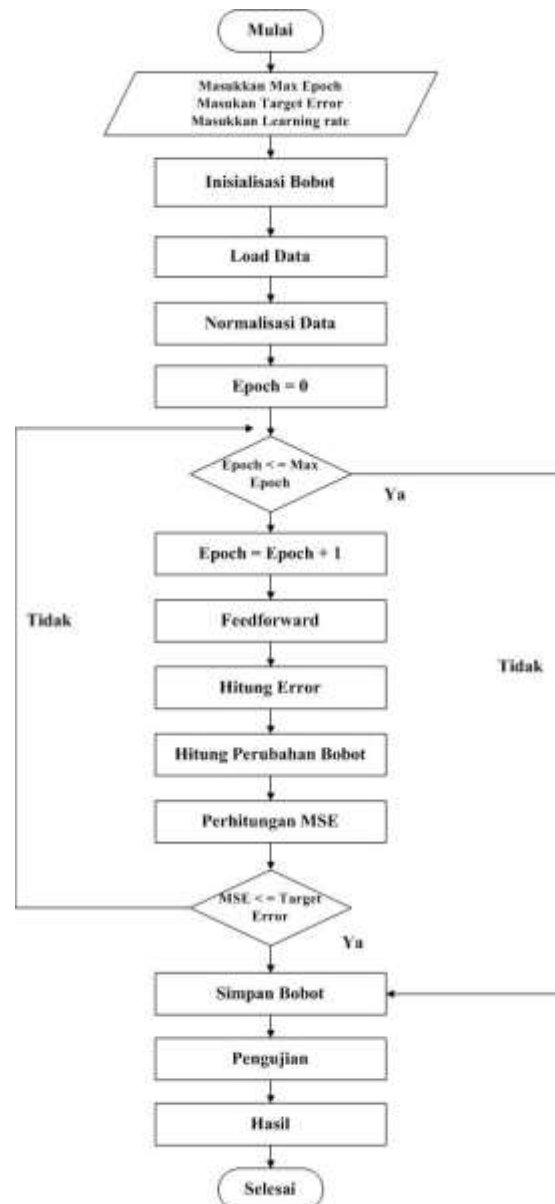 Mulai
Masukkan Max Epoch
Masukan Target Error
Masukkan Learning rate
Inisialisasi Bobot
Load Data
Normalisasi Data
Epoch = 0
Epoch < = Max
Epoch
Ya
Epoch = Epoch + 1
Feedforward
Tidak
Hitung Error
Tidak
Hitung Perubahan Bobot
Perhitungan MSE
MSE < = Target
Error
Ya
Simpan Bobot
Pengujian
Hasil
Selesai